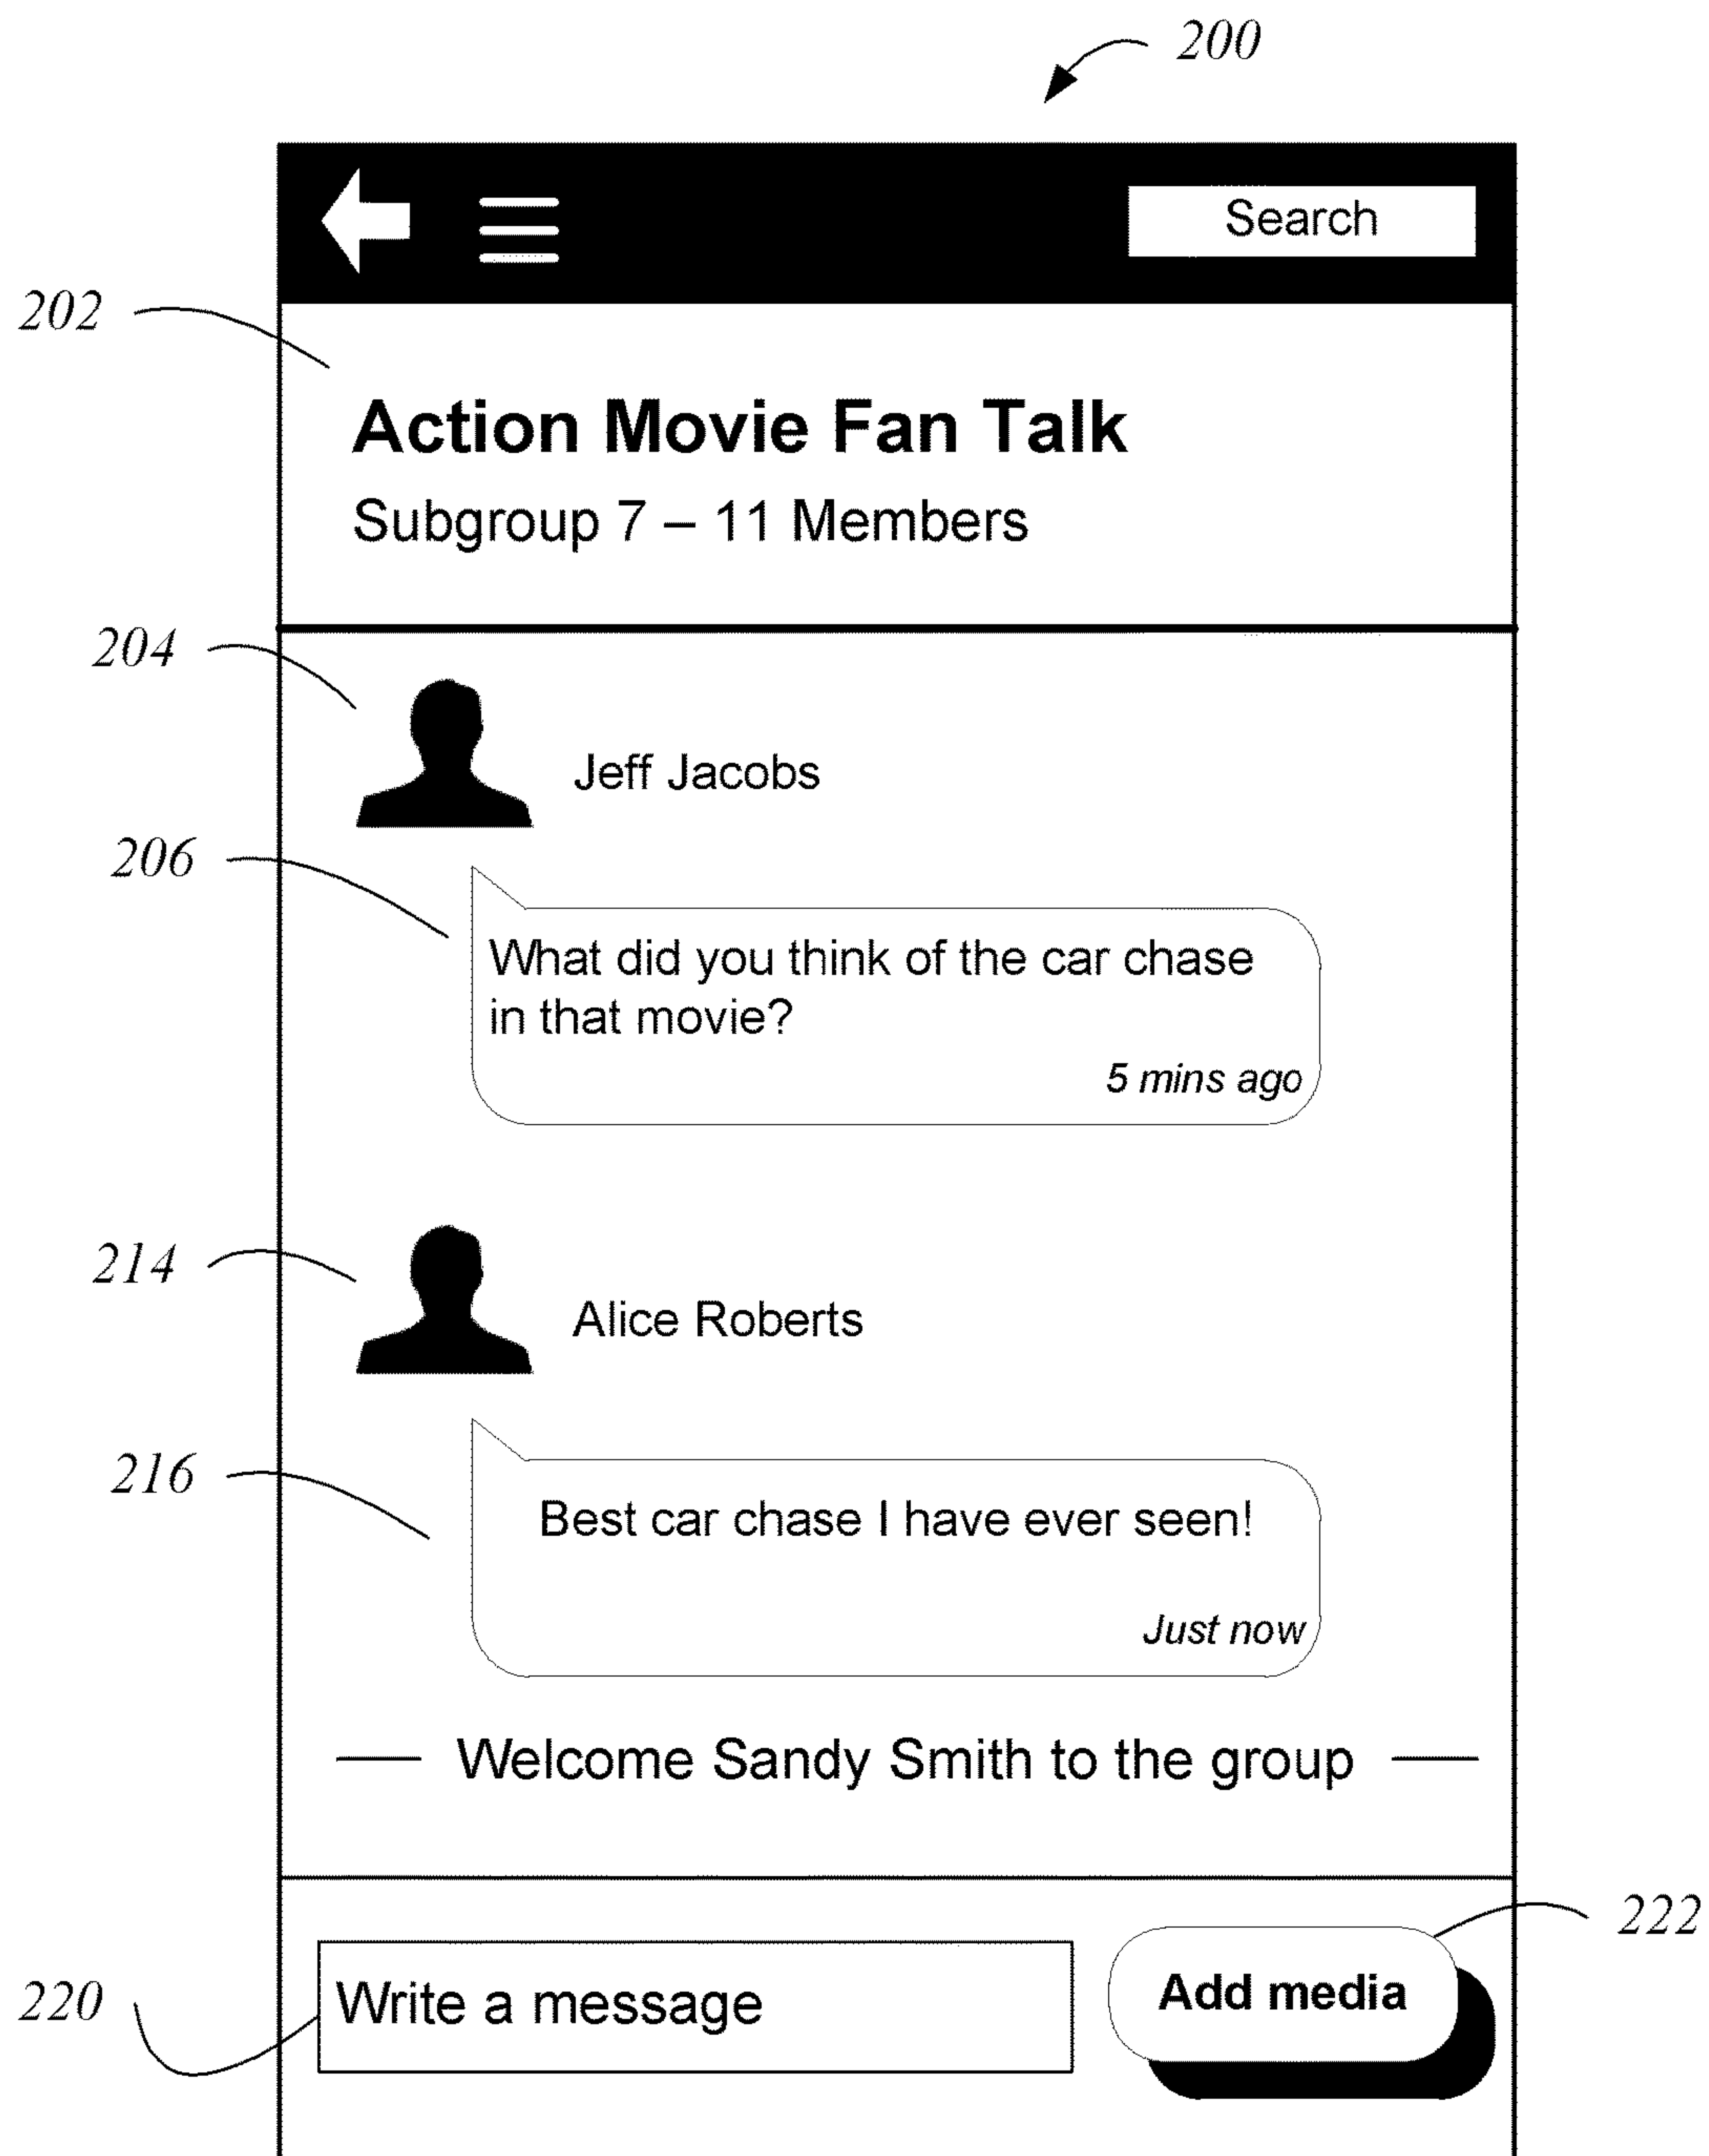 200
Search
202
Action Movie Fan Talk
Subgroup 7 – 11 Members
204
Jeff Jacobs
206
What did you think of the car chase
in that movie?
5 mins ago
214
Alice Roberts
216
Best car chase I have ever seen!
Just now
Welcome Sandy Smith to the group
222
220
Write a message
Add media